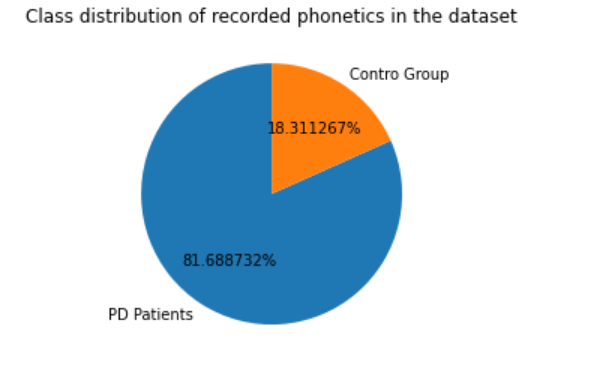 Class distribution of recorded phonetics in the dataset
Contro Group
18.311267%
81.688732%
PD Patients